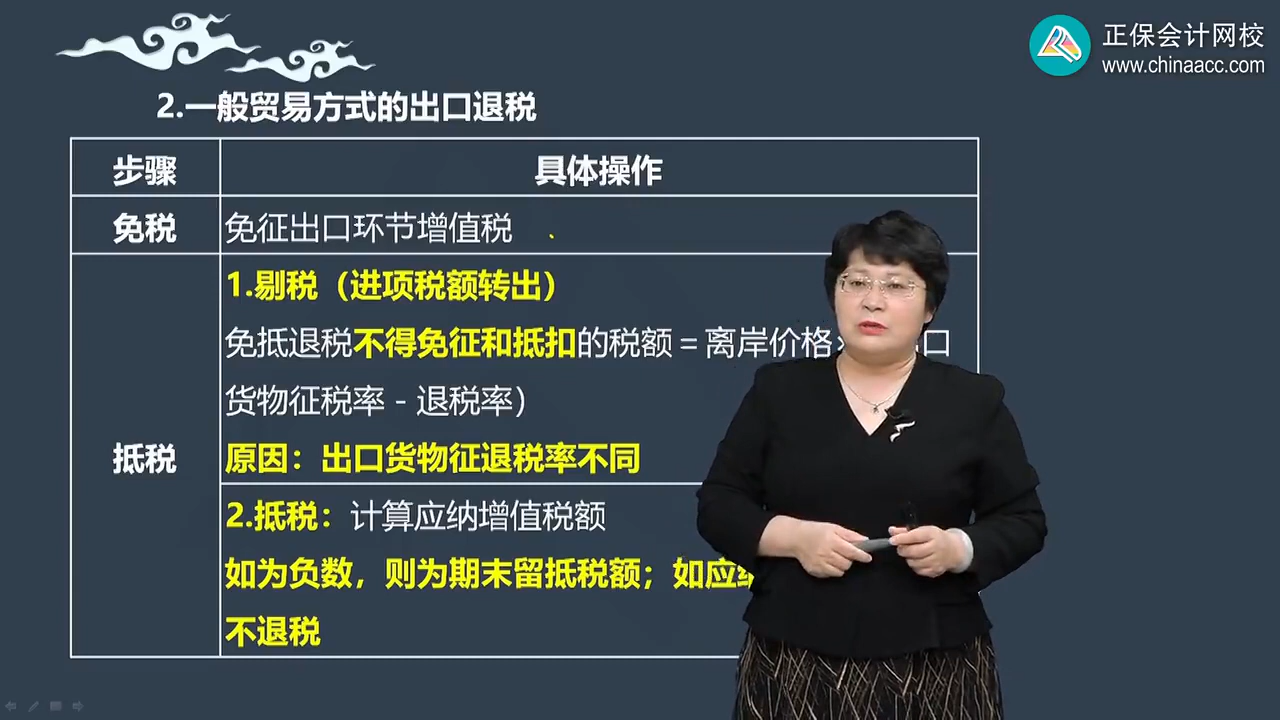 正保会计网校
www.chinaacc.com
2.一般贸易方式的出口退税
步骤
具体操作
免税
免征出口环节增值税
抵税
1.剔税（进项税额转出）
免抵退税不得免征和抵扣的税额＝离岸价格×
口
货物征税率－退税率）
原因：出口货物征退税率不同
2.抵税：计算应纳增值税额
如为负数，则为期末留抵税额；如应
不退税